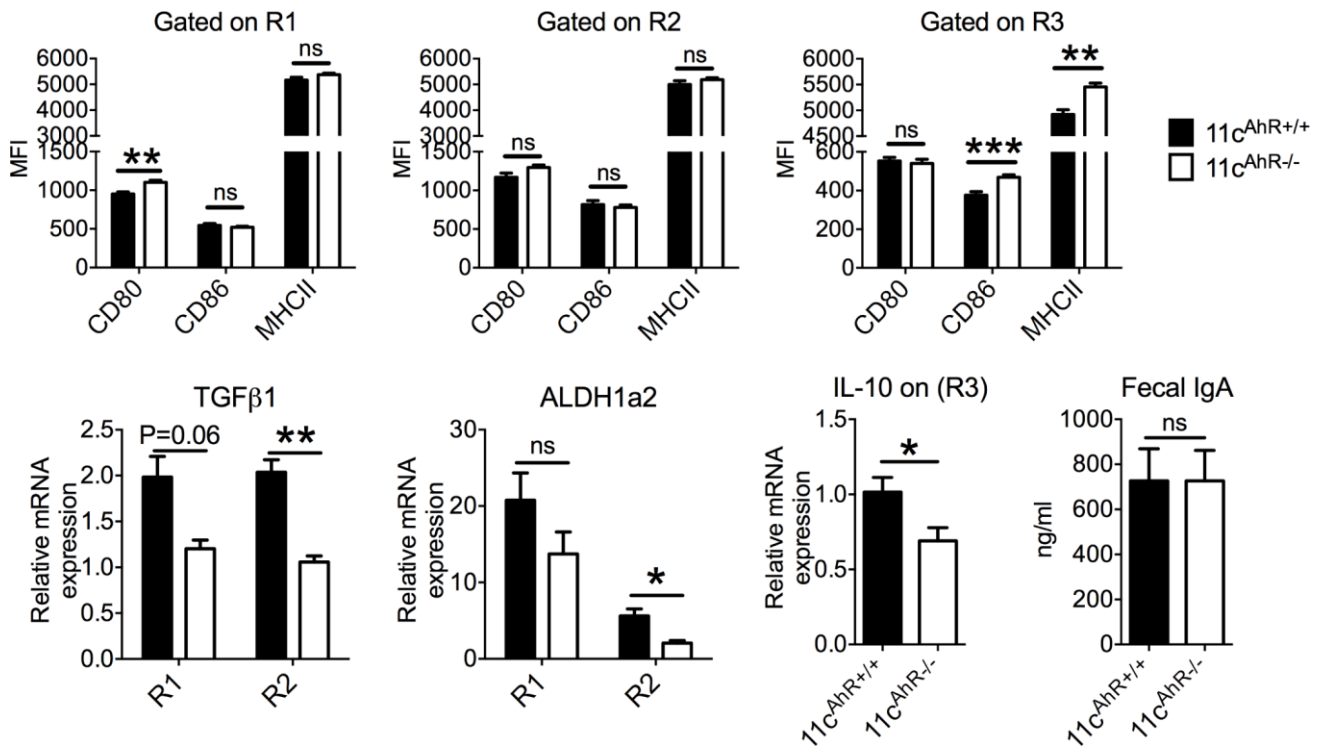 Gated on R1
MFI
6000
5000
4000
3000
1500
1000
500
0
**
ns
ns
CD80
CD86
MHCII
Gated on R2
6000
5000
4000
3000
1500
1000
500
0
ns
ns
ns
CD80
CD86
MHCII
Gated on R3
MFI
6000
5500
5000
4500
600
400
200
0
ns
***
**
CD80
CD86
MHCII
11c^AhR+/+
11c^AhR-/-
TGFβ1
Relative mRNA
expression
2.5
2.0
1.5
1.0
0.5
0.0
P=0.06
**
R1
R2
ALDH1a2
Relative mRNA
expression
30
20
10
0
ns
*
R1
R2
IL-10 on (R3)
Relative mRNA
expression
1.5
1.0
0.5
0.0
*
11c^AhR+/+
11c^AhR-/-
Fecal IgA
ng/ml
1000
800
600
400
200
0
ns
11c^AhR+/+
11c^AhR-/-